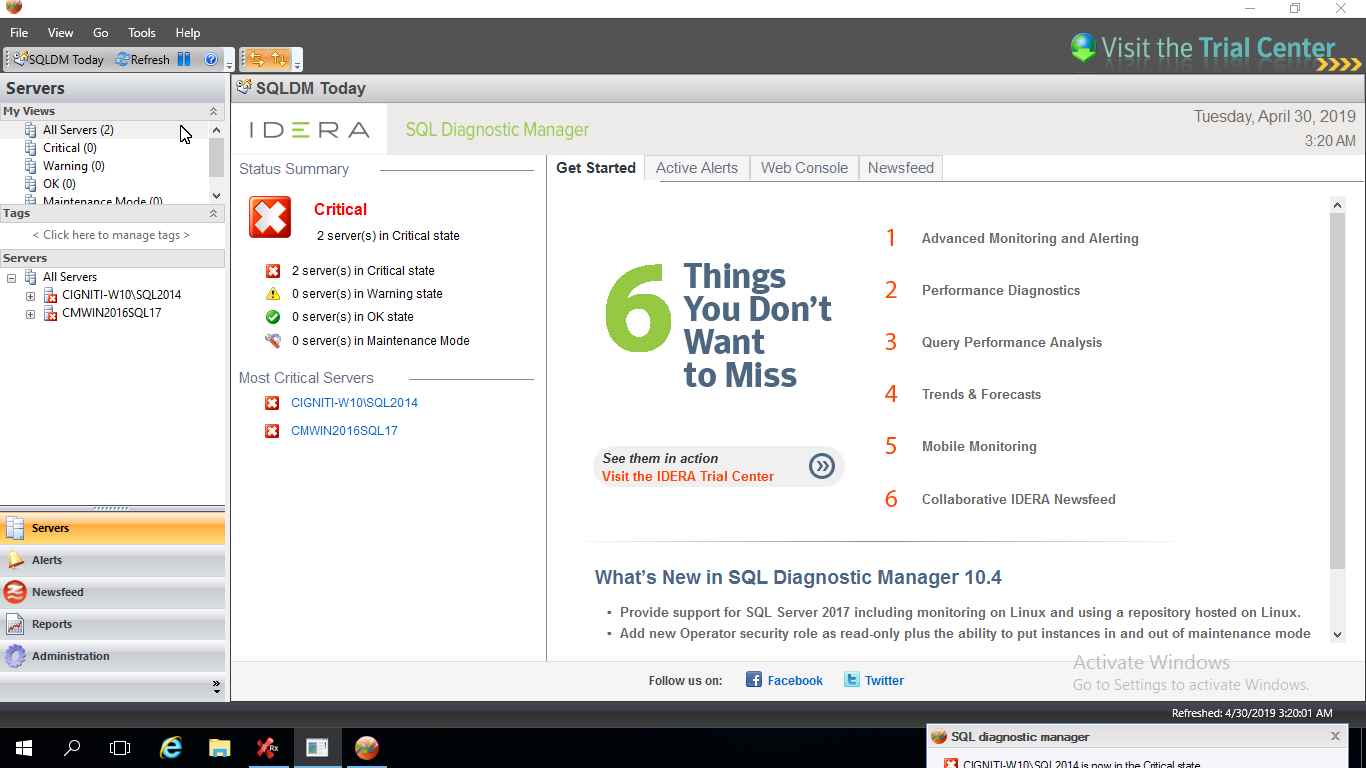 File View Go Tools Help
SQLDM Today Refresh
Visit the Trial Center
Servers
My Views
All Servers (2)
Critical (0)
Warning (0)
OK (0)
Maintenance Mode (0)
Tags
< Click here to manage tags >
Servers
All Servers
CIGNITI-W10\SQL2014
CMWIN2016SQL17
Servers
Alerts
Newsfeed
Reports
Administration
SQLDM Today
IDERA SQL Diagnostic Manager
Tuesday, April 30, 2019
3:20 AM
Status Summary
Critical
2 server(s) in Critical state
2 server(s) in Critical state
0 server(s) in Warning state
0 server(s) in OK state
0 server(s) in Maintenance Mode
Most Critical Servers
CIGNITI-W10\SQL2014
CMWIN2016SQL17
Get Started Active Alerts Web Console Newsfeed
6 Things
You Don't
Want
to Miss
See them in action
Visit the IDERA Trial Center
1 Advanced Monitoring and Alerting
2 Performance Diagnostics
3 Query Performance Analysis
4 Trends & Forecasts
5 Mobile Monitoring
6 Collaborative IDERA Newsfeed
What's New in SQL Diagnostic Manager 10.4
▪ Provide support for SQL Server 2017 including monitoring on Linux and using a repository hosted on Linux.
▪ Add new Operator security role as read-only plus the ability to put instances in and out of maintenance mode
Activate Windows
Go to Settings to activate Windows.
Follow us on: Facebook Twitter
Refreshed: 4/30/2019 3:20:01 AM
Rx
SQL diagnostic manager
CIGNITI-W10\SQL2014 is now in the Critical state